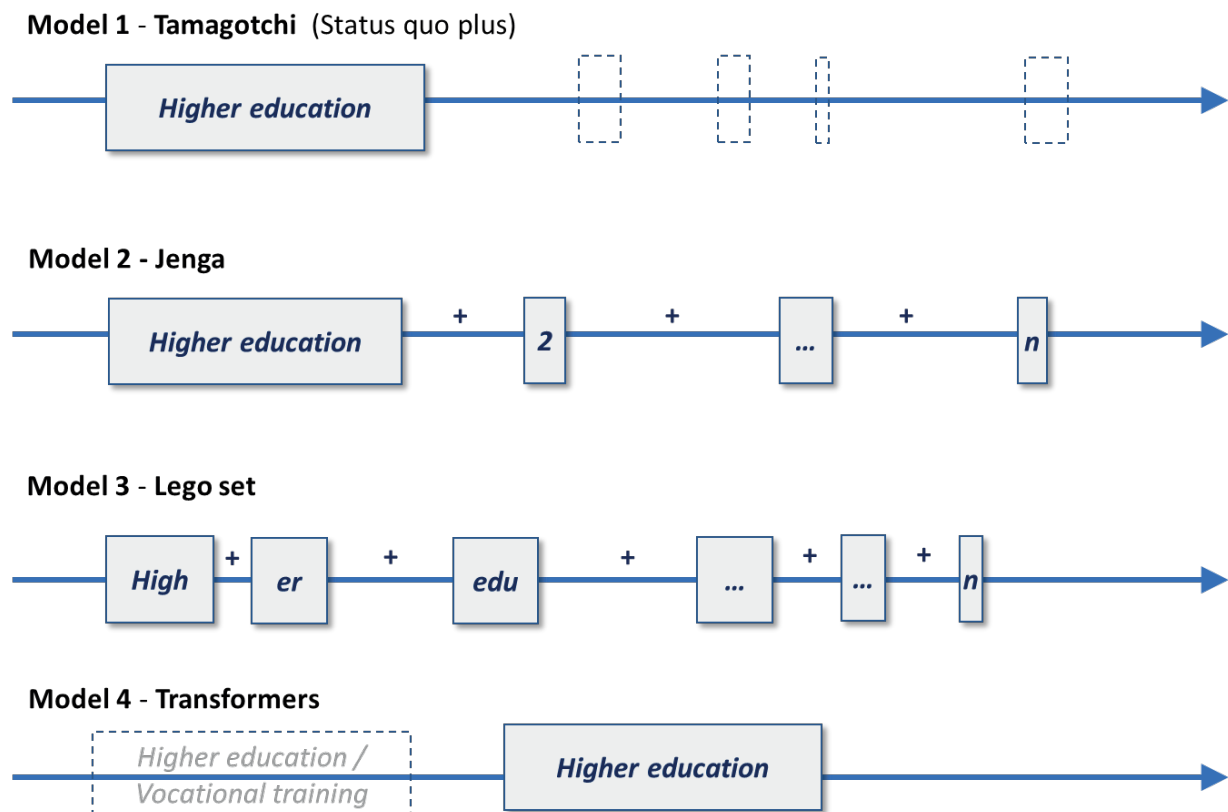 Model 1 - Tamagotchi (Status quo plus)
Higher education
Model 2 - Jenga
Higher education + 2 + ... + n
Model 3 - Lego set
High + er + edu + ... + ... + n
Model 4 - Transformers
Higher education /
Vocational training
Higher education